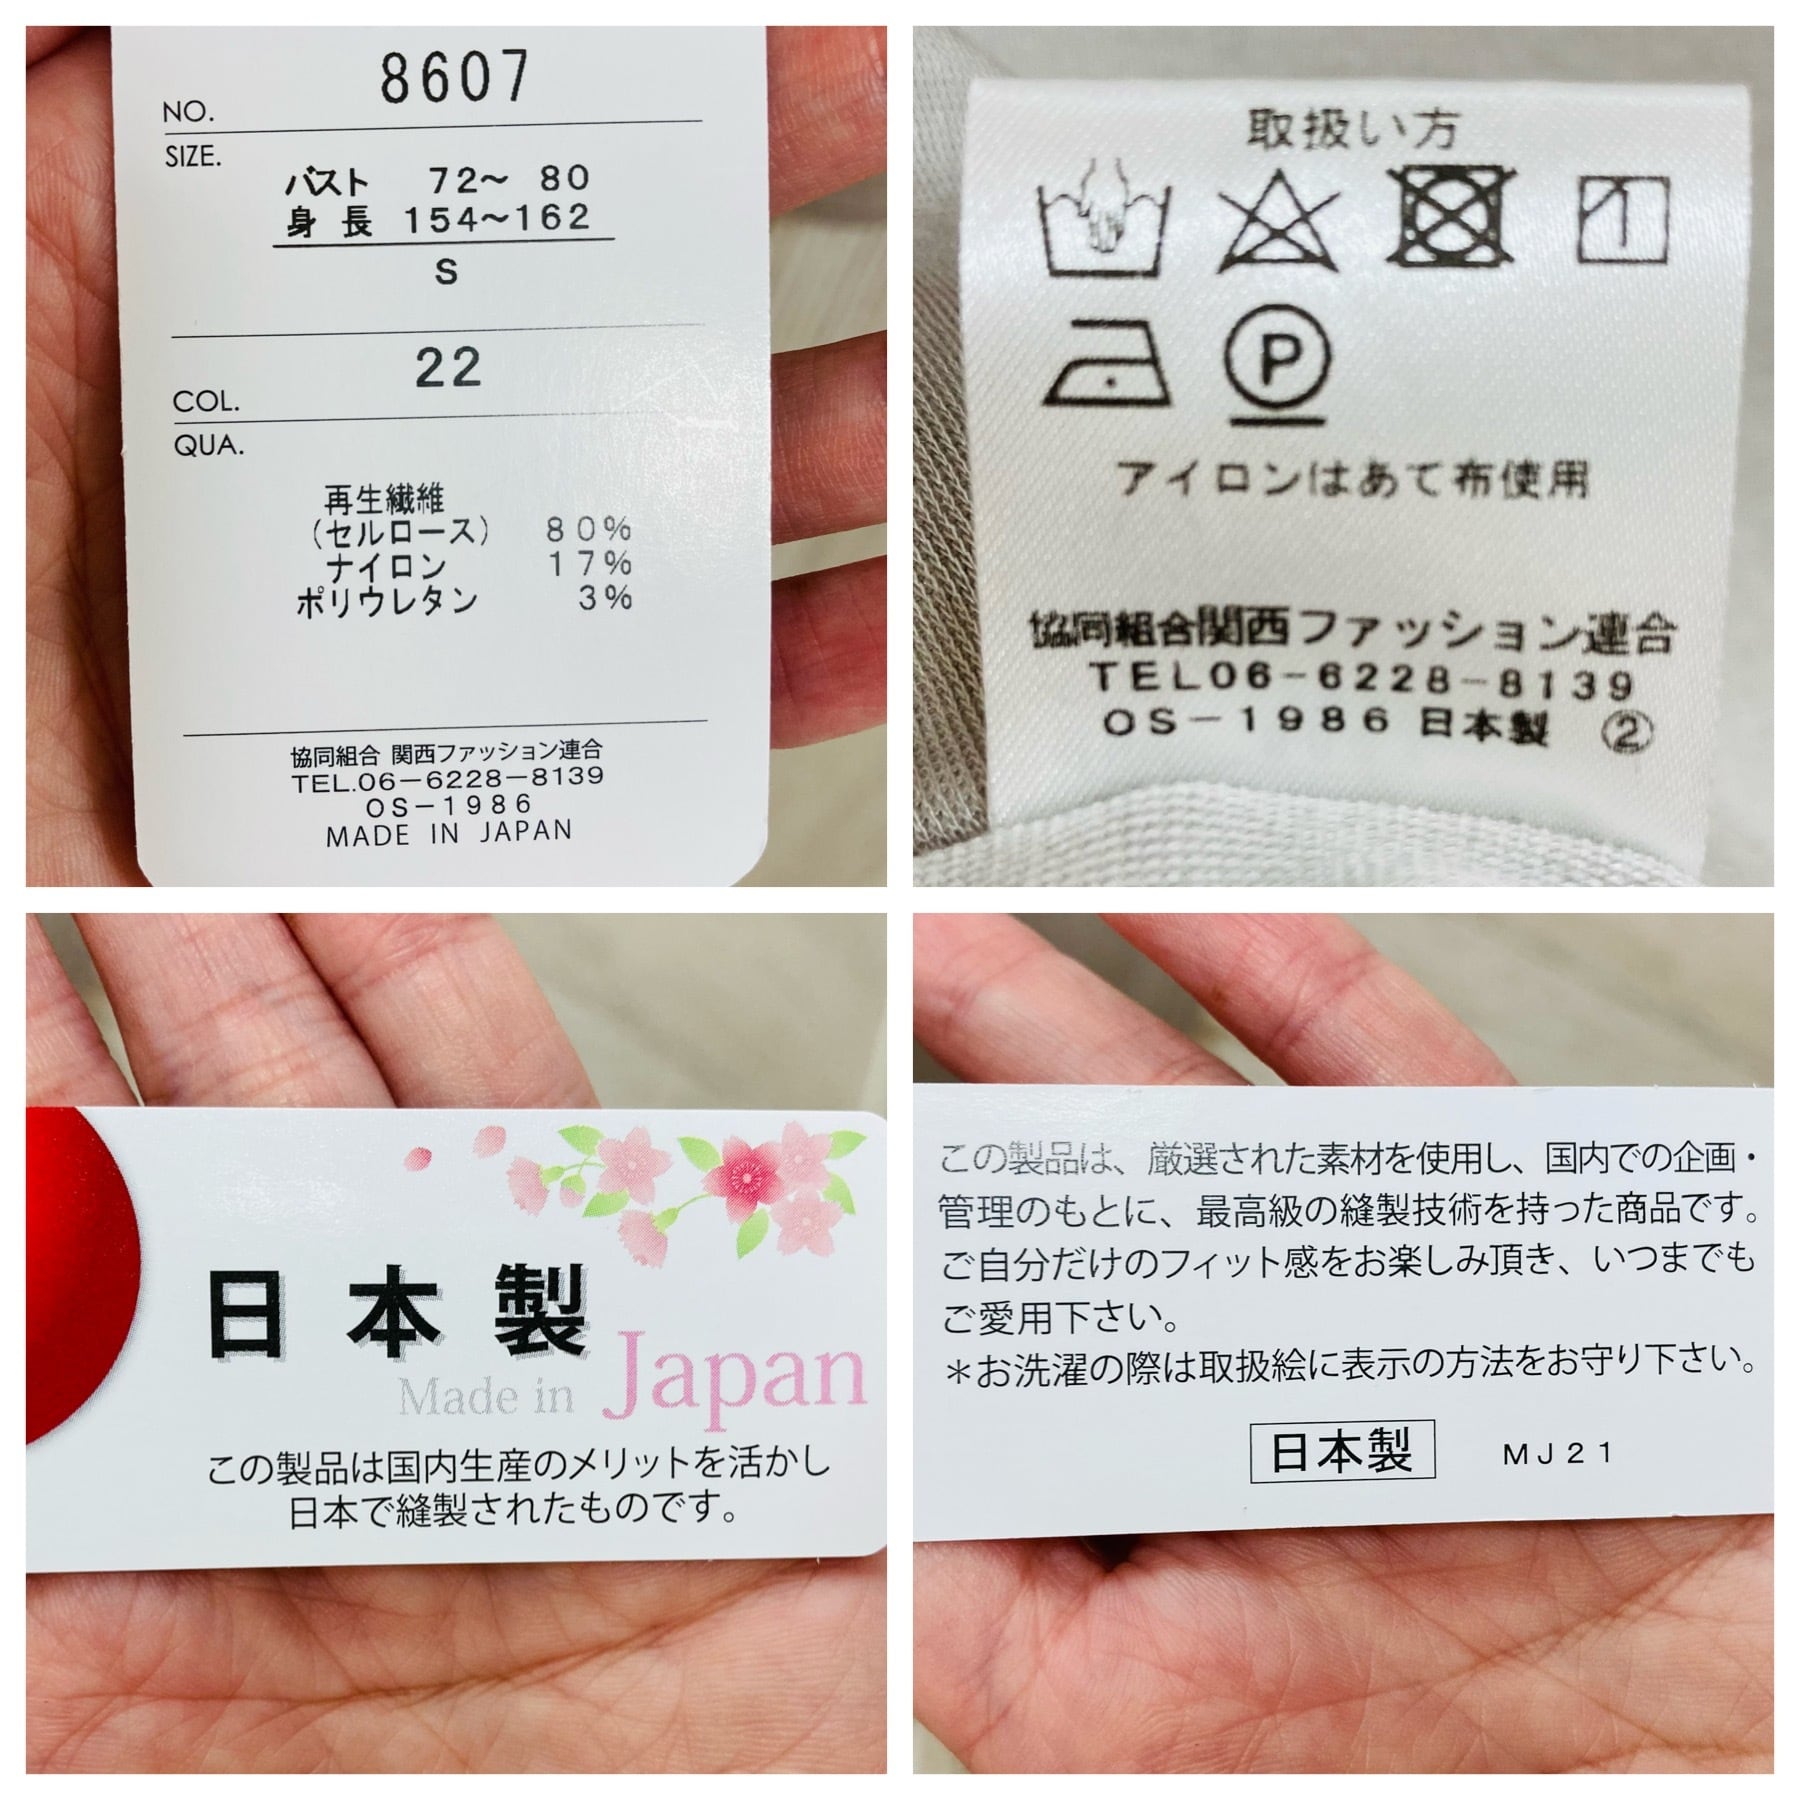 8607
NO.
SIZE.
バスト 72〜 80
身 長 154〜162
S
22
COL.
QUA.
再生繊維
(セルロース) 80%
ナイロン 17%
ポリウレタン 3%
協同組合 関西ファッション連合
TEL.06−6228−8139
OS−1986
MADE IN JAPAN
取扱い方
P
アイロンはあて布使用
協同組合関西ファッション連合
TEL06−6228−8139
OS−1986 日本製 ②
日本製
Made in Japan
この製品は国内生産のメリットを活かし
日本で縫製されたものです。
この製品は、厳選された素材を使用し、国内での企画・
管理のもとに、最高級の縫製技術を持った商品です。
ご自分だけのフィット感をお楽しみ頂き、いつまでも
ご愛用下さい。
＊お洗濯の際は取扱絵に表示の方法をお守り下さい。
日本製 MJ21